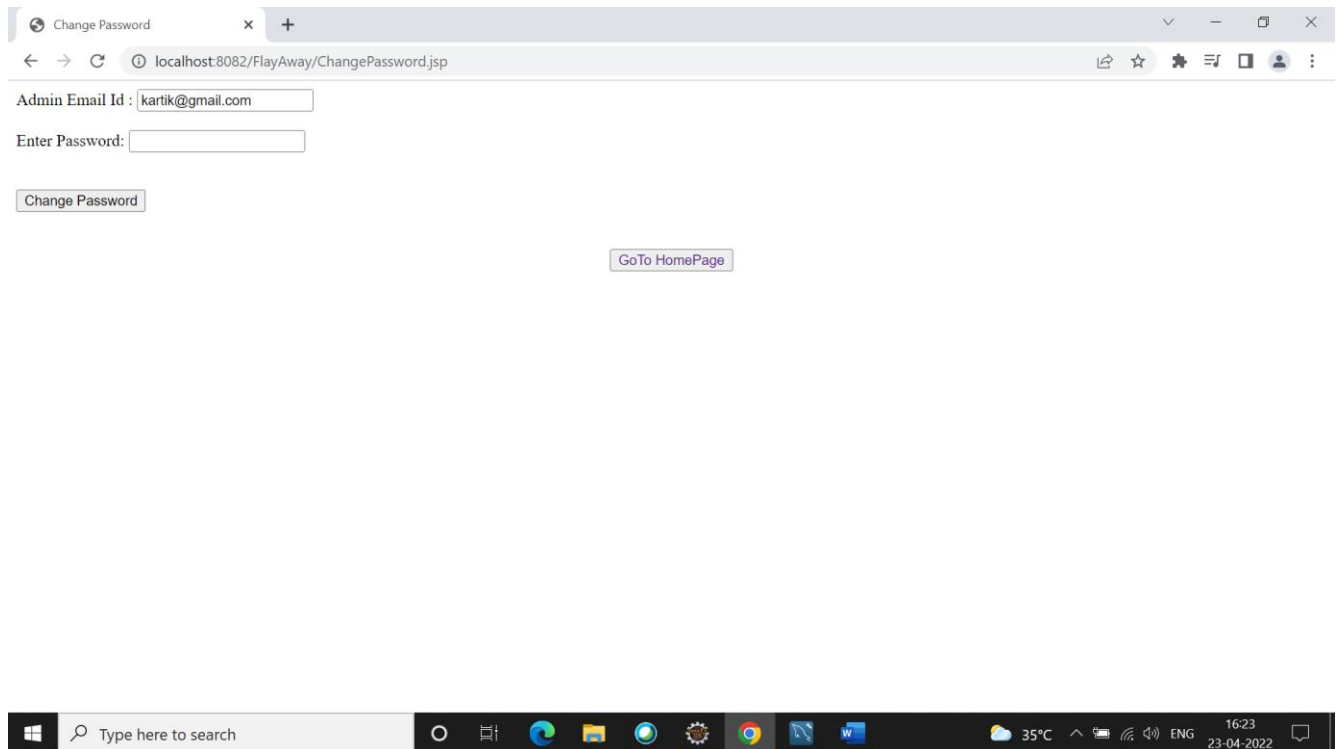 Change Password
localhost:8082/FlayAway/ChangePassword.jsp
Admin Email Id : kartik@gmail.com
Enter Password:
Change Password
GoTo HomePage
Type here to search
W
35°C
ENG
16:23
23-04-2022